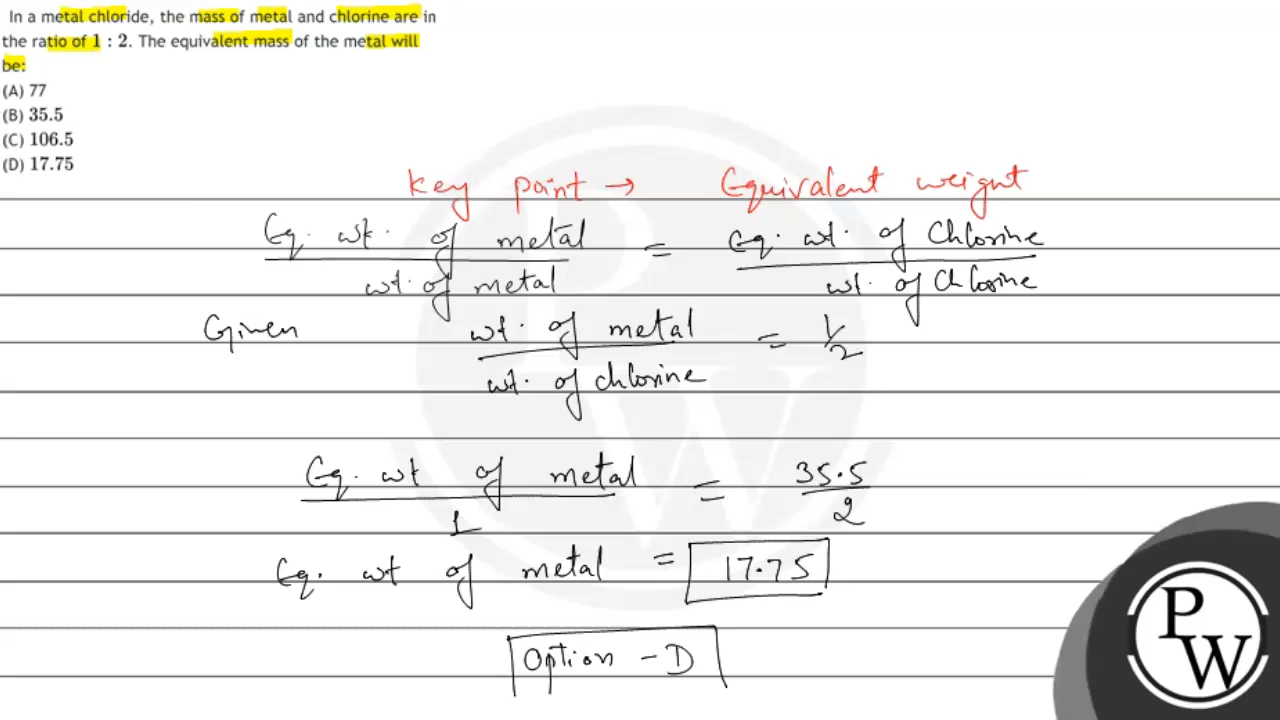 In a metal chloride, the mass of metal and chlorine are in
the ratio of 1 : 2. The equivalent mass of the metal will
be:
(A) 77
(B) 35.5
(C) 106.5
(D) 17.75
Key point → Equivalent weight
Eq. wt. of metal / wt. of metal = Eq. wt. of Chlorine / wt. of Chlorine
Given wt. of metal / wt. of chlorine = 1/2
Eq. wt of metal / 1 = 35.5 / 2
Eq. wt of metal = 17.75
Option - D
PW
PW